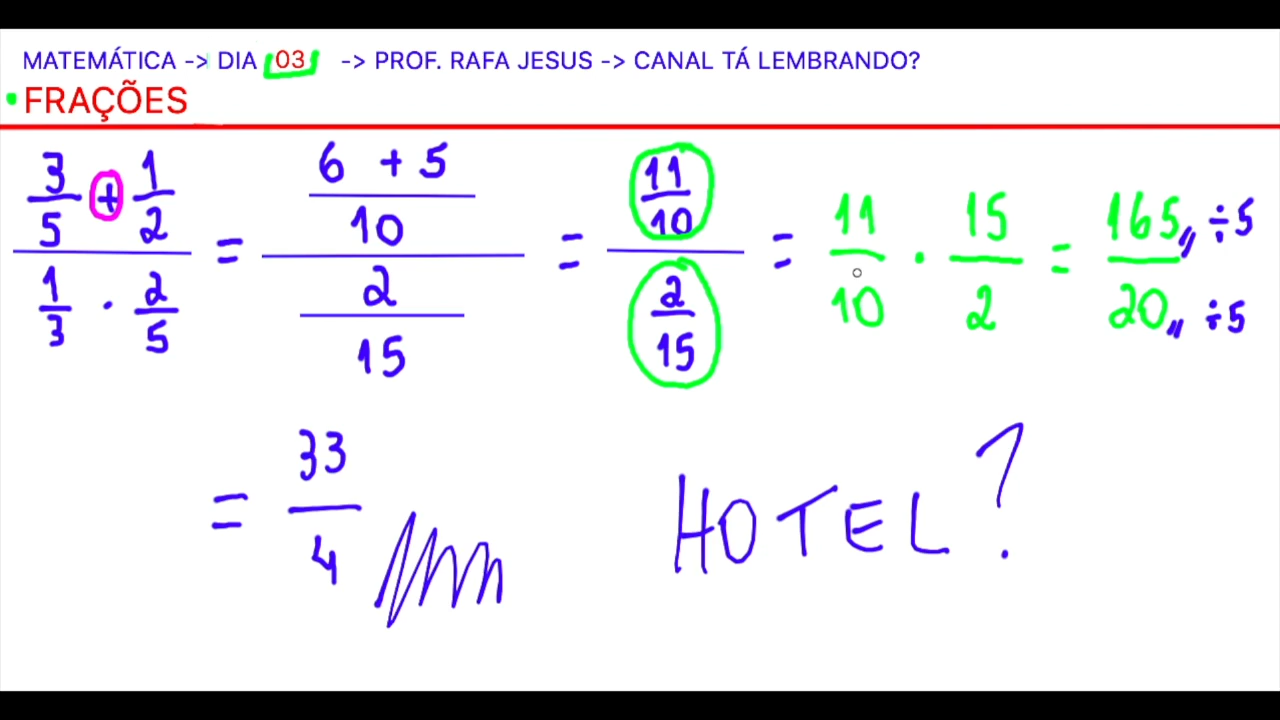 MATEMÁTICA -> DIA 03 -> PROF. RAFA JESUS -> CANAL TÁ LEMBRANDO?
• FRAÇÕES
3/5 + 1/2 / 1/3 · 2/5 = 6 + 5 / 10 / 2 / 15 = 11/10 / 2/15 = 11/10 · 15/2 = 165/20 ,, ÷5 ,, ÷5
= 33/4
HOTEL?